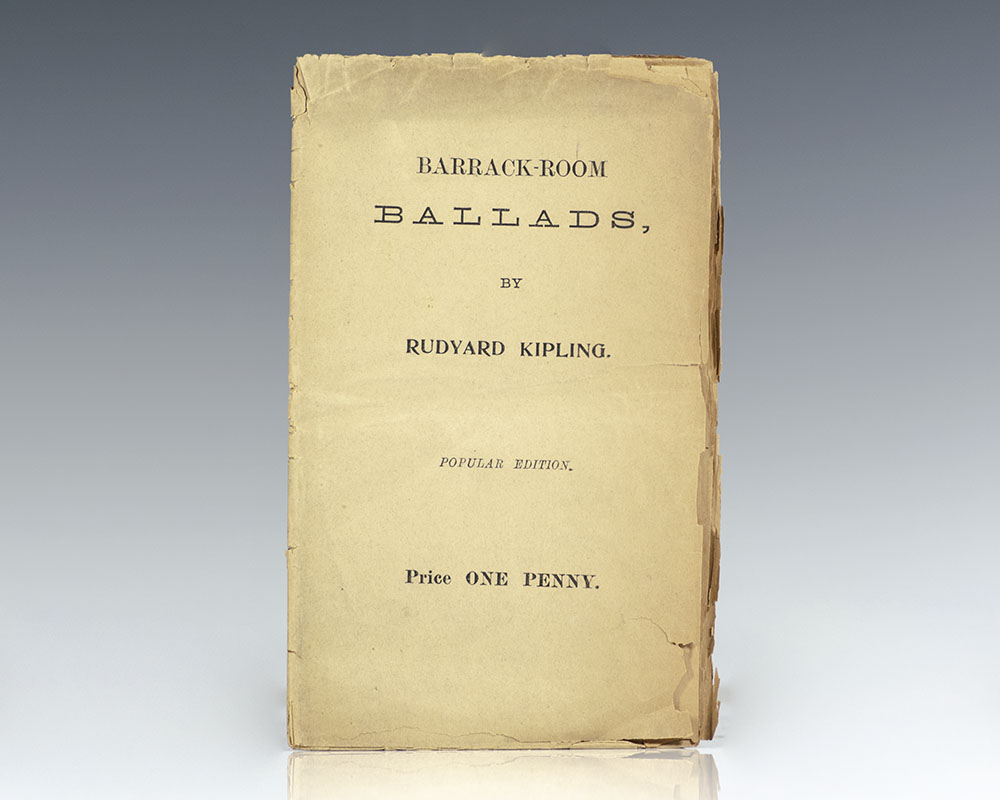 BARRACK-ROOM
BALLADS,
BY
RUDYARD KIPLING.
POPULAR EDITION.
Price ONE PENNY.